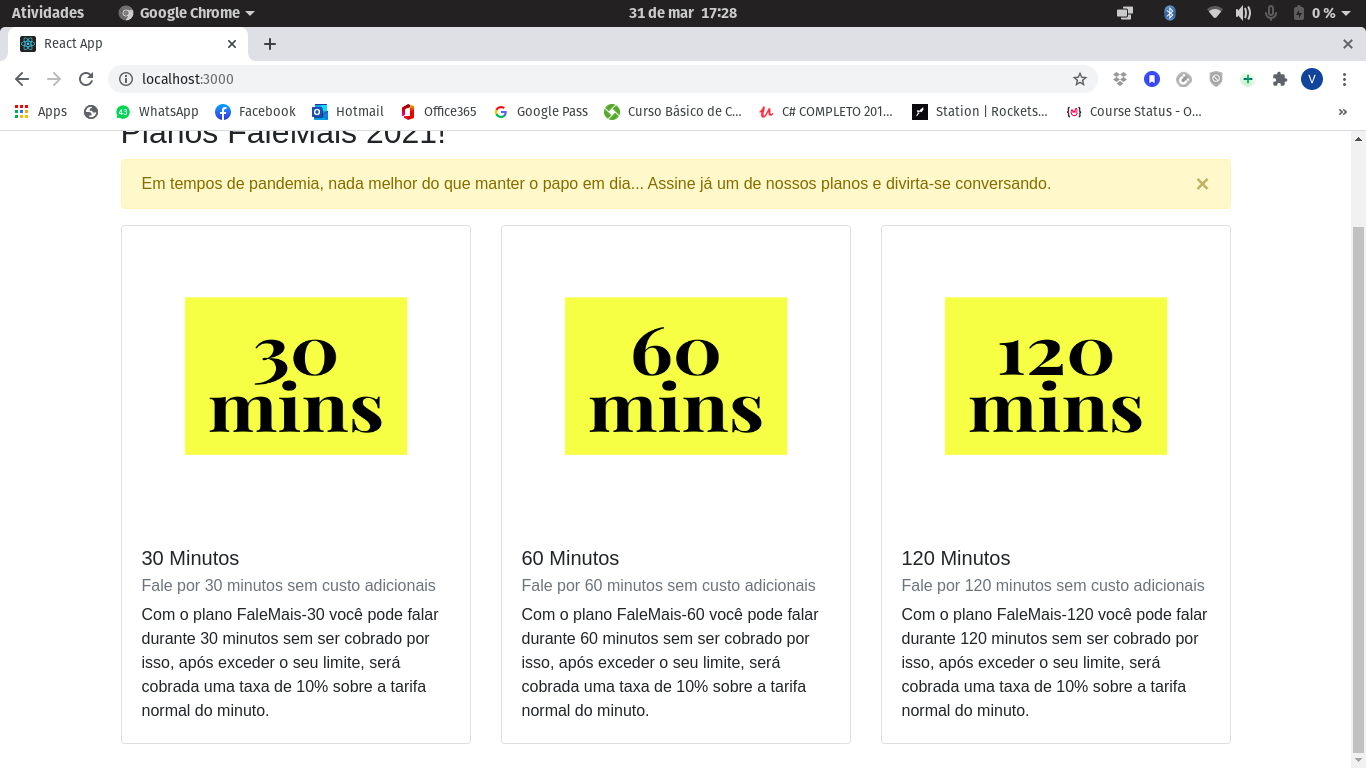 Atividades Google Chrome 31 de mar 17:28 0 %
React App
localhost:3000 V
Apps 43 WhatsApp Facebook Hotmail Office365 Google Pass Curso Básico de C... C# COMPLETO 201... Station | Rockets... Course Status - O... »
Planos FaleMais 2021!
Em tempos de pandemia, nada melhor do que manter o papo em dia... Assine já um de nossos planos e divirta-se conversando. ×
30
mins
30 Minutos
Fale por 30 minutos sem custo adicionais
Com o plano FaleMais-30 você pode falar
durante 30 minutos sem ser cobrado por
isso, após exceder o seu limite, será
cobrada uma taxa de 10% sobre a tarifa
normal do minuto.
60
mins
60 Minutos
Fale por 60 minutos sem custo adicionais
Com o plano FaleMais-60 você pode falar
durante 60 minutos sem ser cobrado por
isso, após exceder o seu limite, será
cobrada uma taxa de 10% sobre a tarifa
normal do minuto.
120
mins
120 Minutos
Fale por 120 minutos sem custo adicionais
Com o plano FaleMais-120 você pode falar
durante 120 minutos sem ser cobrado por
isso, após exceder o seu limite, será
cobrada uma taxa de 10% sobre a tarifa
normal do minuto.